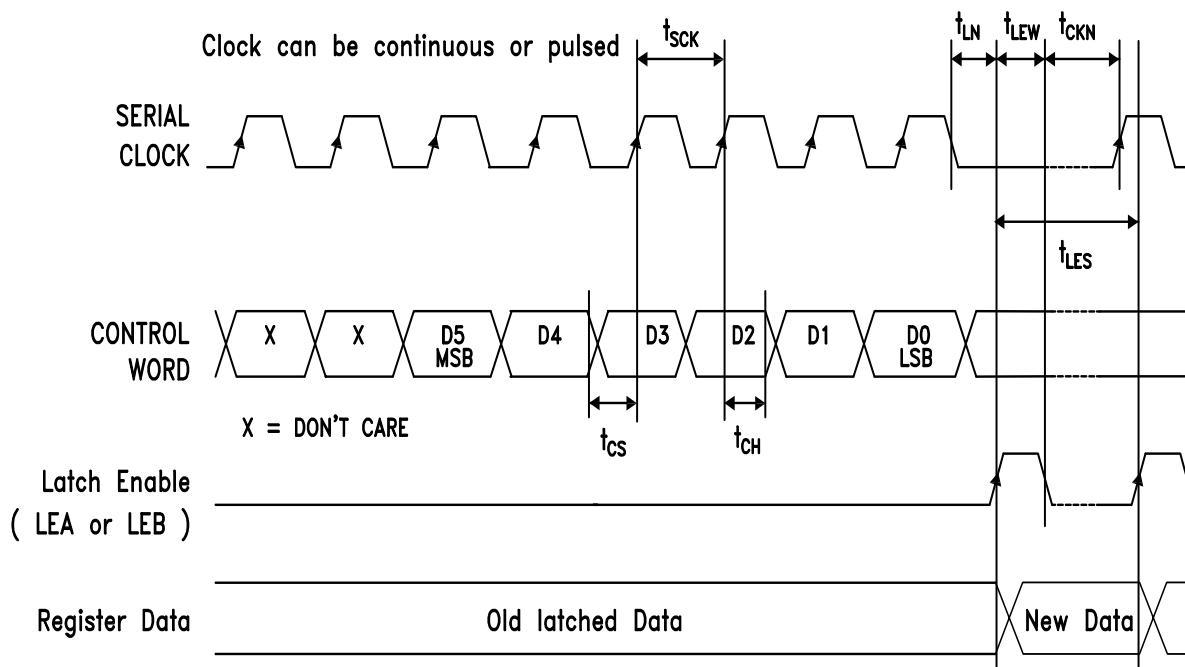 Clock can be continuous or pulsed
tSCK
tLN
tLEW
tCKN
SERIAL
CLOCK
tLES
CONTROL
WORD
X
X
D5
MSB
D4
D3
D2
D1
D0
LSB
X = DON'T CARE
tCS
tCH
Latch Enable
( LEA or LEB )
Register Data
Old latched Data
New Data